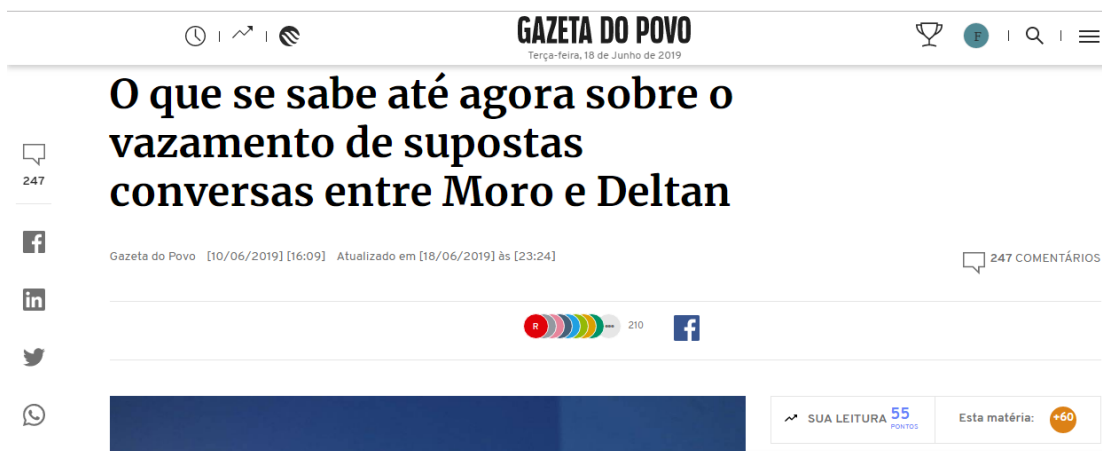 GAZETA DO POVO
Terça-feira, 18 de Junho de 2019
F
O que se sabe até agora sobre o
vazamento de supostas
conversas entre Moro e Deltan
247
Gazeta do Povo [10/06/2019] [16:09] Atualizado em [18/06/2019] às [23:24]
247 COMENTÁRIOS
R
210
SUA LEITURA 55 PONTOS
Esta matéria: +60